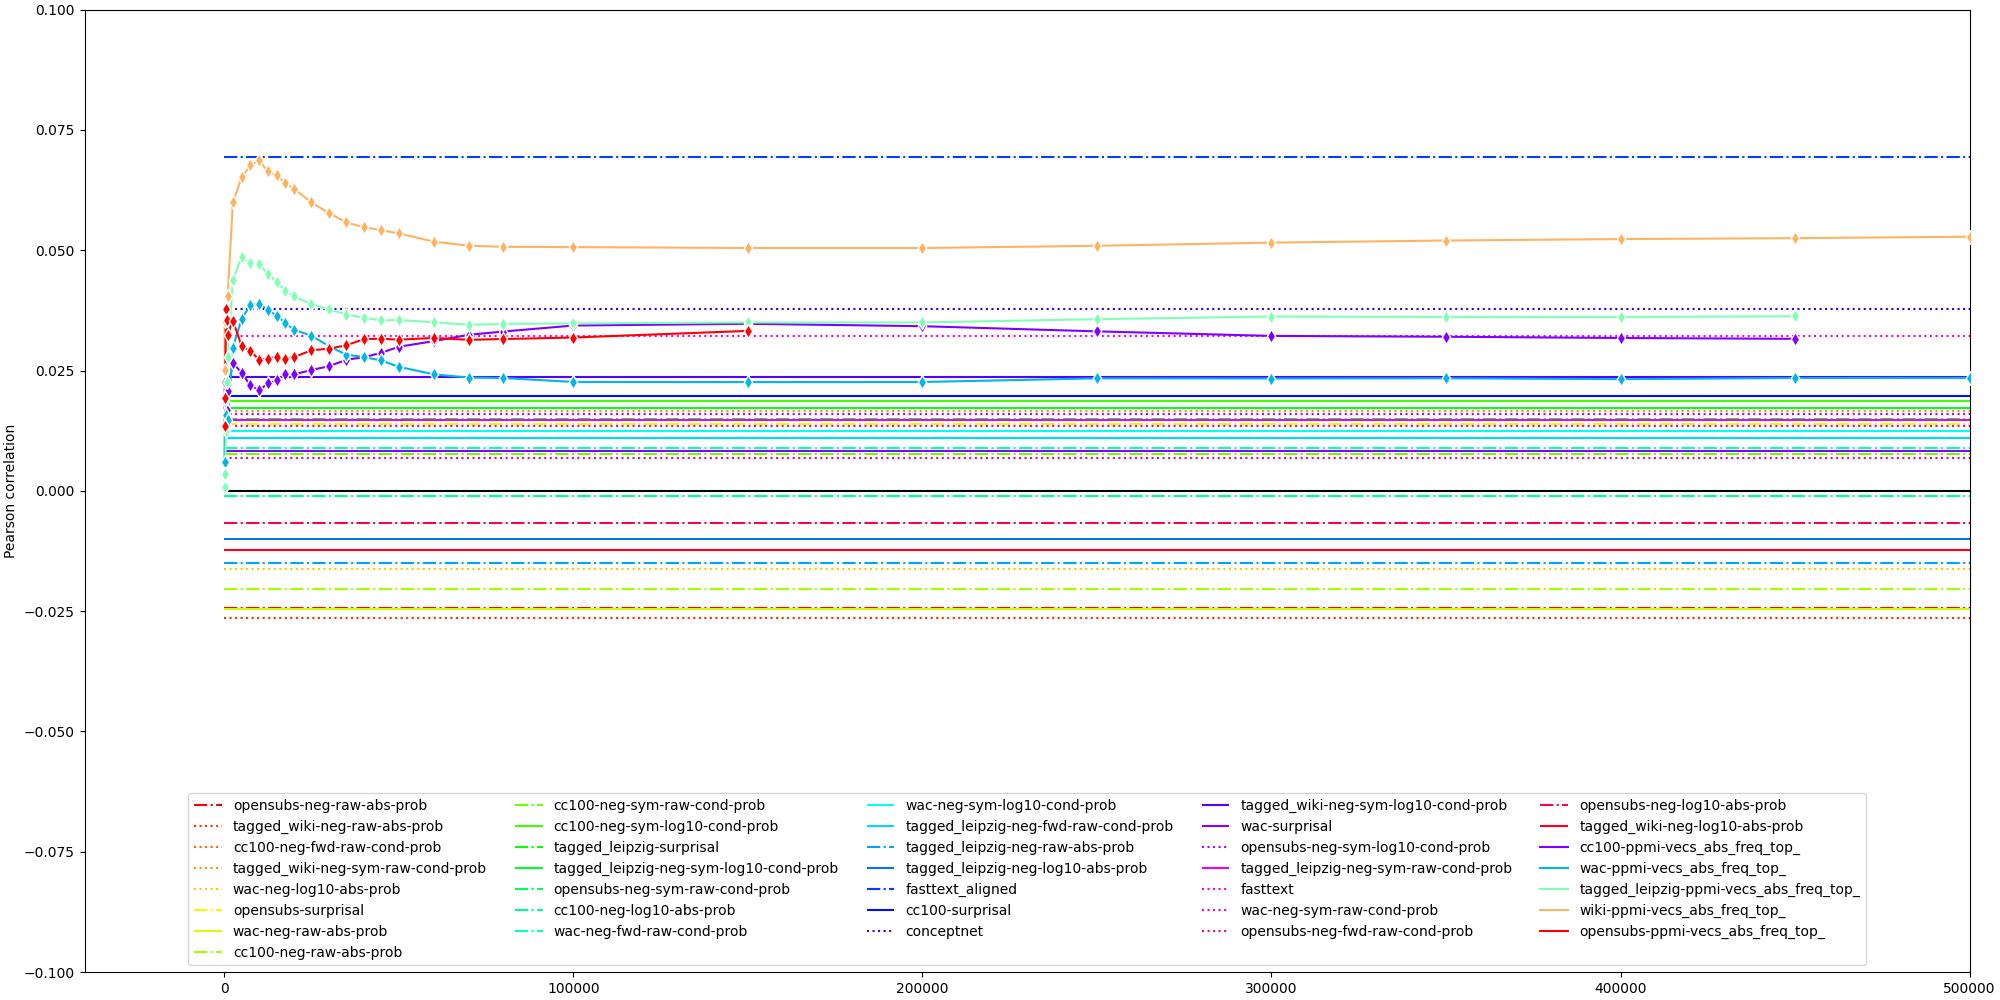 0.100
0.075
0.050
0.025
0.000
−0.025
−0.050
−0.075
−0.100
Pearson correlation
opensubs-neg-raw-abs-prob
tagged_wiki-neg-raw-abs-prob
cc100-neg-fwd-raw-cond-prob
tagged_wiki-neg-sym-raw-cond-prob
wac-neg-log10-abs-prob
opensubs-surprisal
wac-neg-raw-abs-prob
cc100-neg-raw-abs-prob
cc100-neg-sym-raw-cond-prob
cc100-neg-sym-log10-cond-prob
tagged_leipzig-surprisal
tagged_leipzig-neg-sym-log10-cond-prob
opensubs-neg-sym-raw-cond-prob
cc100-neg-log10-abs-prob
wac-neg-fwd-raw-cond-prob
wac-neg-sym-log10-cond-prob
tagged_leipzig-neg-fwd-raw-cond-prob
tagged_leipzig-neg-raw-abs-prob
tagged_leipzig-neg-log10-abs-prob
fasttext_aligned
cc100-surprisal
conceptnet
tagged_wiki-neg-sym-log10-cond-prob
wac-surprisal
opensubs-neg-sym-log10-cond-prob
tagged_leipzig-neg-sym-raw-cond-prob
fasttext
wac-neg-sym-raw-cond-prob
opensubs-neg-fwd-raw-cond-prob
opensubs-neg-log10-abs-prob
tagged_wiki-neg-log10-abs-prob
cc100-ppmi-vecs_abs_freq_top_
wac-ppmi-vecs_abs_freq_top_
tagged_leipzig-ppmi-vecs_abs_freq_top_
wiki-ppmi-vecs_abs_freq_top_
opensubs-ppmi-vecs_abs_freq_top_
0
100000
200000
300000
400000
500000